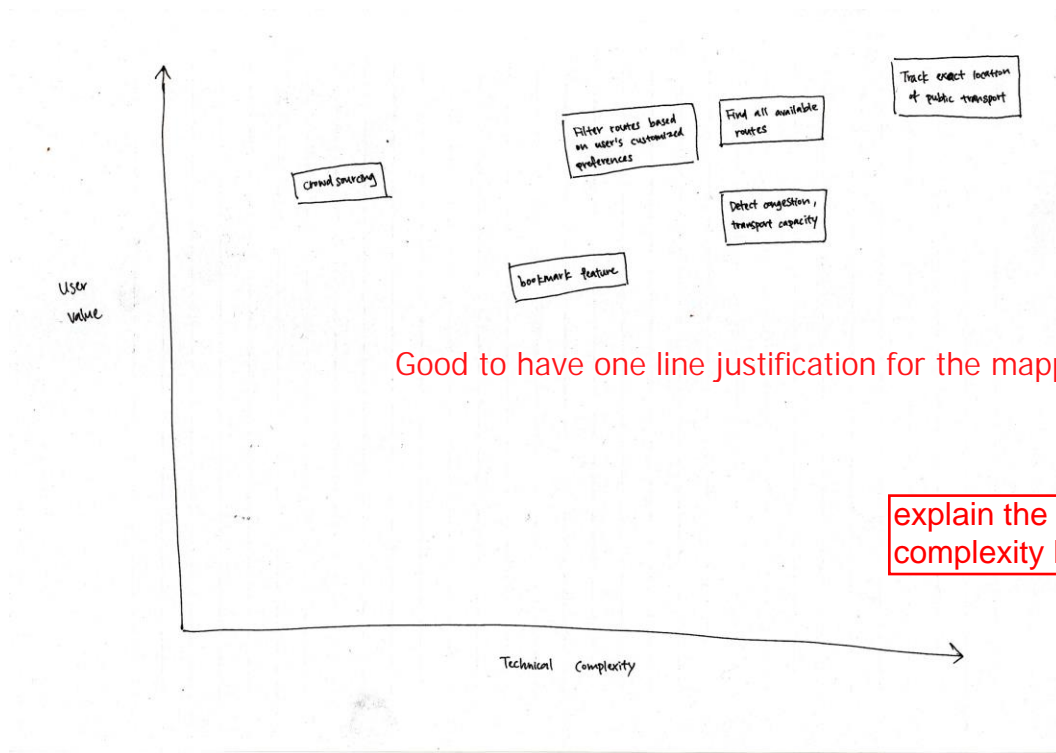 Track exact location
of public transport
Find all available
routes
Filter routes based
on user's customized
preferences
crowdsourcing
Detect congestion,
transport capacity
bookmark feature
User
value
Good to have one line justification for the mapp
explain the
complexity
Technical Complexity